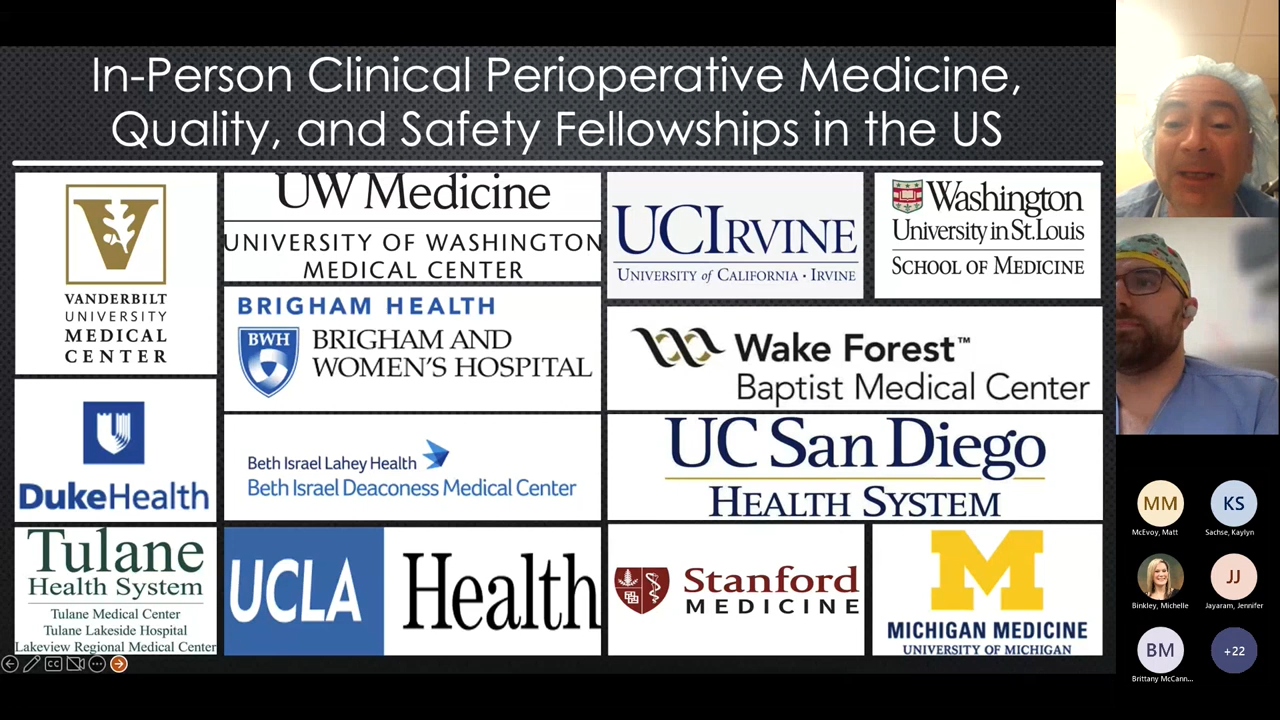 In-Person Clinical Perioperative Medicine,
Quality, and Safety Fellowships in the US
V
VANDERBILT
UNIVERSITY
MEDICAL
CENTER
UW Medicine
UNIVERSITY OF WASHINGTON
MEDICAL CENTER
UCIRVINE
UNIVERSITY of CALIFORNIA · IRVINE
Washington
University in St. Louis
SCHOOL OF MEDICINE
BRIGHAM HEALTH
BWH
BRIGHAM AND
WOMEN'S HOSPITAL
Wake Forest™
Baptist Medical Center
DukeHealth
Beth Israel Lahey Health
Beth Israel Deaconess Medical Center
UC San Diego
HEALTH SYSTEM
Tulane
Health System
Tulane Medical Center
Tulane Lakeside Hospital
Lakeview Regional Medical Center
UCLA Health
Stanford
MEDICINE
M
MICHIGAN MEDICINE
UNIVERSITY OF MICHIGAN
CC
MM
McEvoy, Matt
KS
Sachse, Kaylyn
Binkley, Michelle
JJ
Jayaram, Jennifer
BM
Brittany McCann...
+22